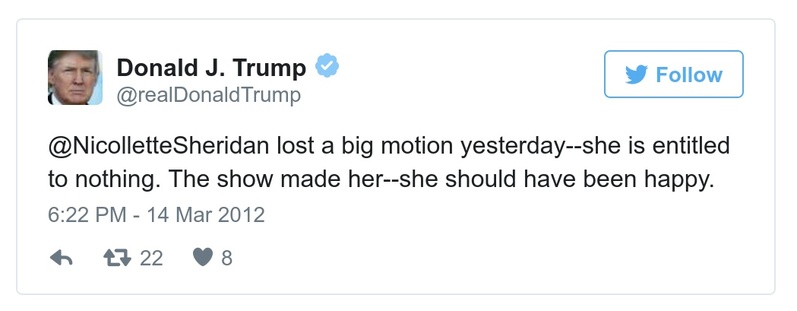 Donald J. Trump
@realDonaldTrump
Follow
@NicolletteSheridan lost a big motion yesterday--she is entitled
to nothing. The show made her--she should have been happy.
6:22 PM - 14 Mar 2012
22 8